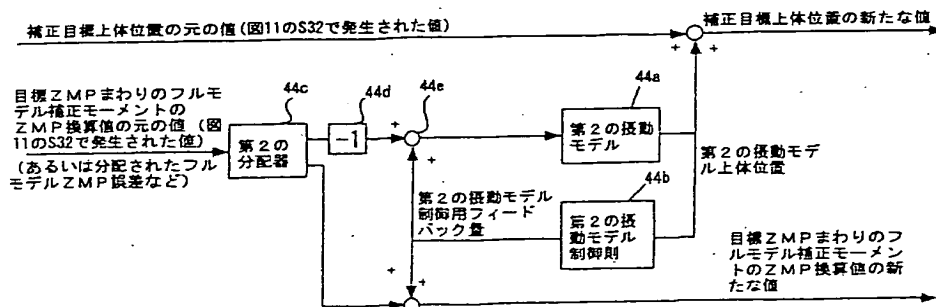 補正目標上体位置の元の値(図11のS32で発生された値)
補正目標上体位置の新たな値
+
+
目標ZMPまわりのフルモ
デル補正モーメントの
ZMP換算値の元の値 (図
11のS32で発生された値)
(あるいは分配されたフル
モデルZMP誤差など)
44c
第2の
分配器
44d
-1
44e
+
+
44a
第2の摂動
モデル
第2の摂動モデ
ル上体位置
44b
第2の摂動モデル
制御用フィード
バック量
第2の摂
動モデル
制御則
目標ZMPまわりのフ
ルモデル補正モーメン
トのZMP換算値の新
たな値
+
+